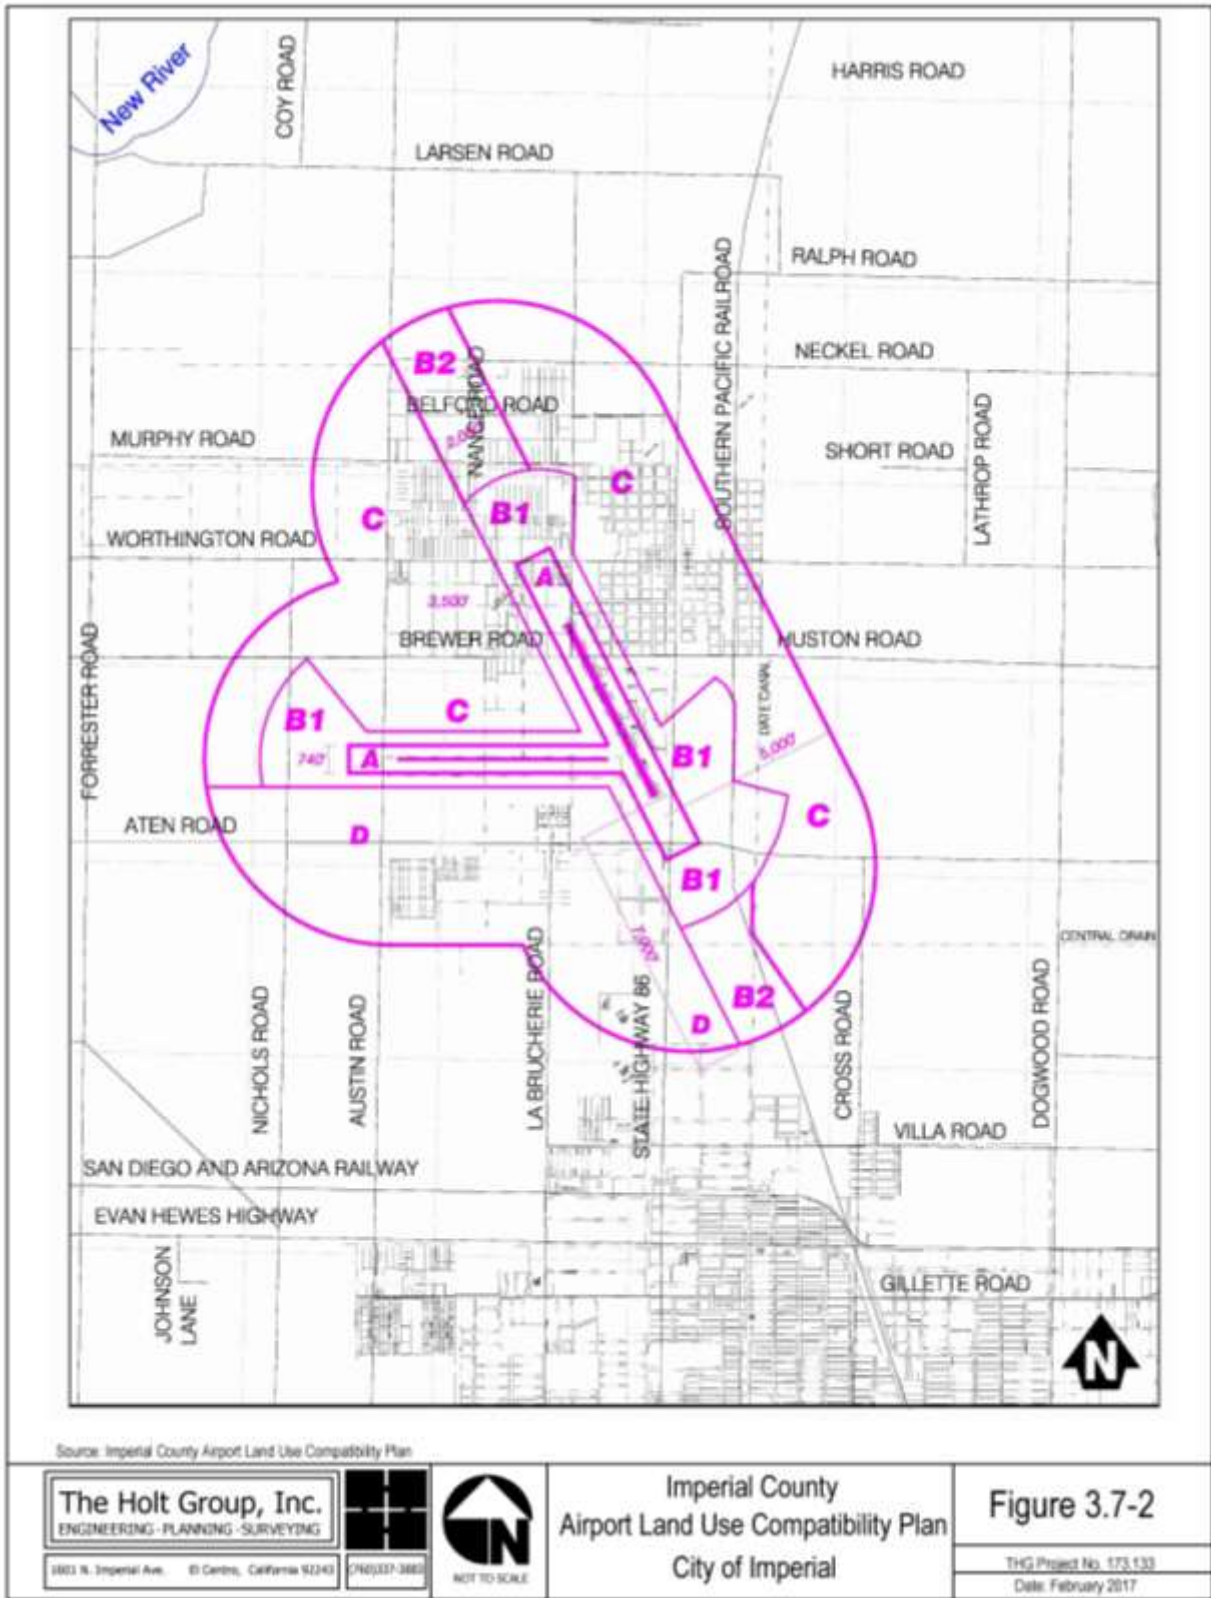 New River
COY ROAD
HARRIS ROAD
LARSEN ROAD
RALPH ROAD
SOUTHERN PACIFIC RAILROAD
NECKEL ROAD
B2
NANCE ROAD
BELFORD ROAD
LATHROP ROAD
MURPHY ROAD
SHORT ROAD
C
C
B1
WORTHINGTON ROAD
A
3,500'
BREWER ROAD
HUSTON ROAD
FORRESTER ROAD
DATE CANAL
C
B1
5,000'
740'
A
B1
C
ATEN ROAD
D
B1
7,000'
CENTRAL DRAIN
LA BRUCHERIE ROAD
B2
D
NICHOLS ROAD
AUSTIN ROAD
STATE HIGHWAY 86
CROSS ROAD
DOGWOOD ROAD
VILLA ROAD
SAN DIEGO AND ARIZONA RAILWAY
EVAN HEWES HIGHWAY
JOHNSON
LANE
GILLETTE ROAD
N
Source: Imperial County Airport Land Use Compatibility Plan
The Holt Group, Inc.
ENGINEERING - PLANNING - SURVEYING
1601 N. Imperial Ave. El Centro, California 92243
N
NOT TO SCALE
Imperial County
Airport Land Use Compatibility Plan
City of Imperial
Figure 3.7-2
THG Project No. 173.133
Date: February 2017